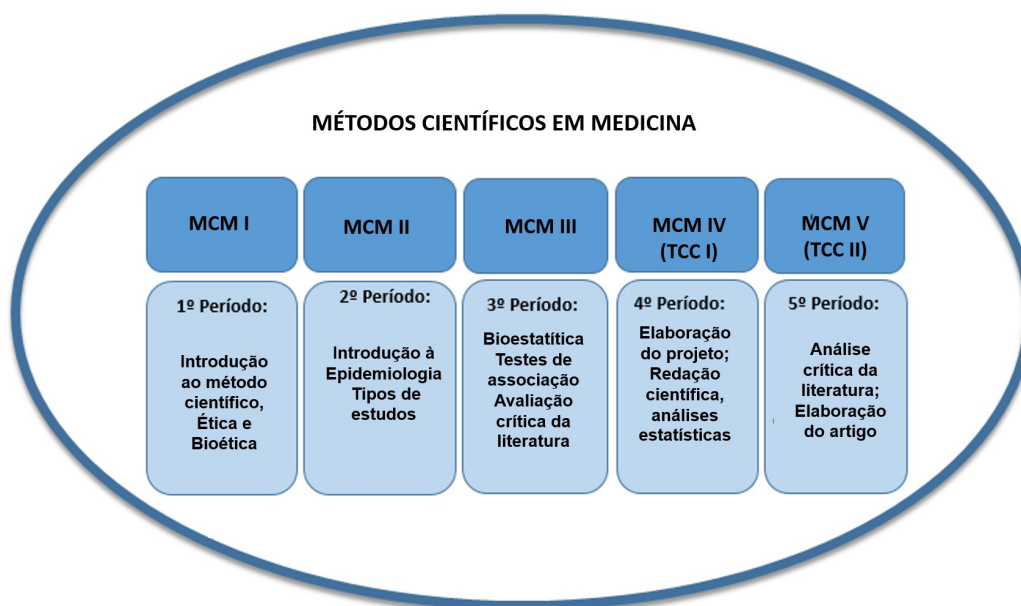 MÉTODOS CIENTÍFICOS EM MEDICINA
MCM I
MCM II
MCM III
MCM IV
(TCC I)
MCM V
(TCC II)
1º Período:
Introdução
ao método
científico,
Ética e
Bioética
2º Período:
Introdução à
Epidemiologia
Tipos de
estudos
3º Período:
Bioestatítica
Testes de
associação
Avaliação
crítica da
literatura
4º Período:
Elaboração
do projeto;
Redação
científica,
análises
estatísticas
5º Período:
Análise
crítica da
literatura;
Elaboração
do artigo